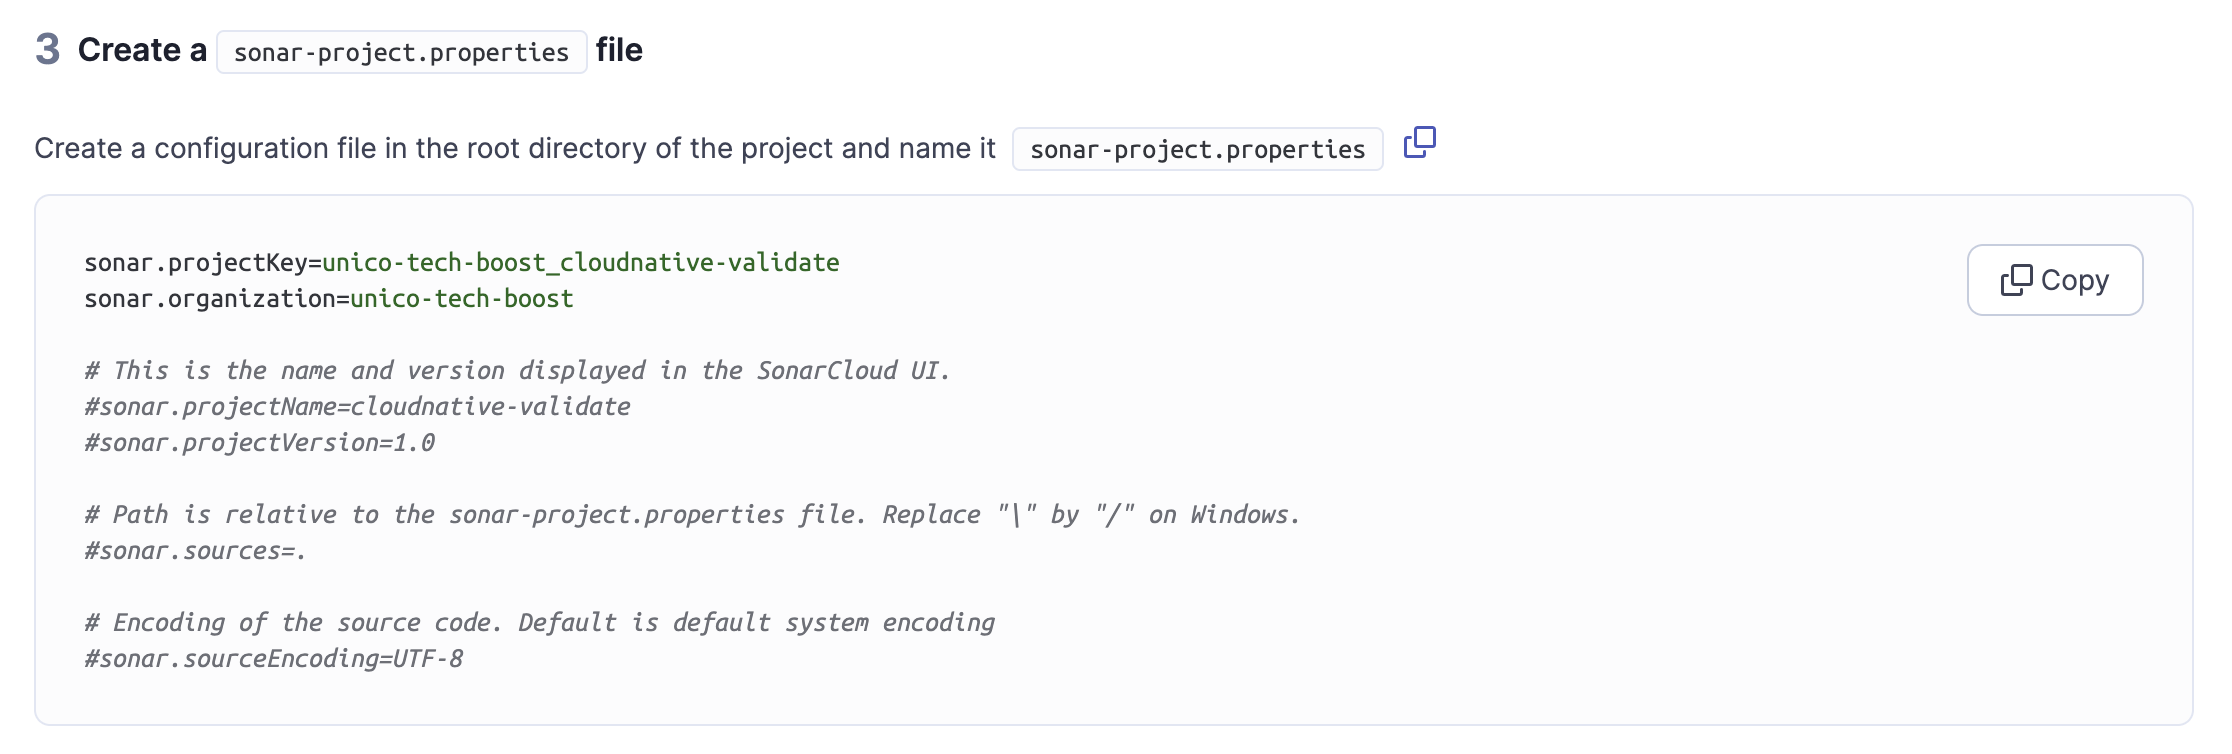 3 Create a sonar-project.properties file
Create a configuration file in the root directory of the project and name it sonar-project.properties
sonar.projectKey=unico-tech-boost_cloudnative-validate
sonar.organization=unico-tech-boost
Copy
# This is the name and version displayed in the SonarCloud UI.
#sonar.projectName=cloudnative-validate
#sonar.projectVersion=1.0
# Path is relative to the sonar-project.properties file. Replace "\" by "/" on Windows.
#sonar.sources=.
# Encoding of the source code. Default is default system encoding
#sonar.sourceEncoding=UTF-8